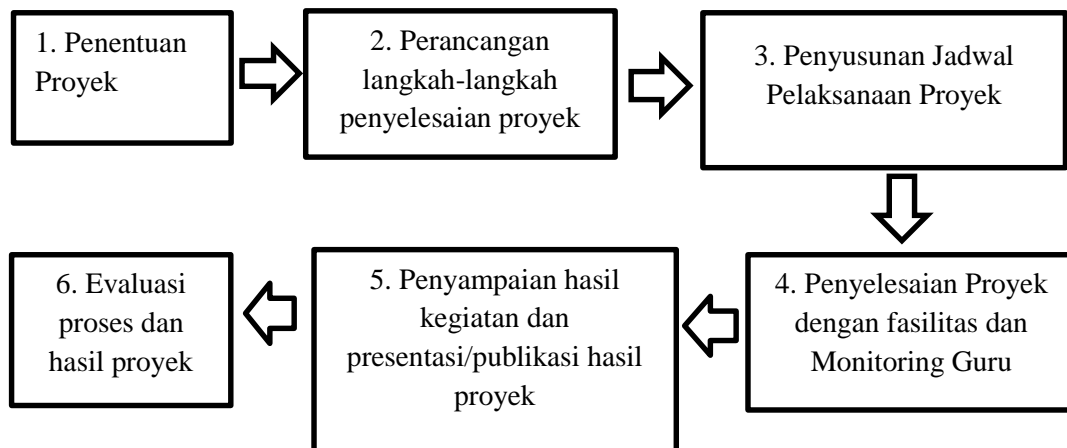 1. Penentuan
Proyek
2. Perancangan
langkah-langkah
penyelesaian proyek
3. Penyusunan Jadwal
Pelaksanaan Proyek
4. Penyelesaian Proyek
dengan fasilitas dan
Monitoring Guru
5. Penyampaian hasil
kegiatan dan
presentasi/publikasi hasil
proyek
6. Evaluasi
proses dan
hasil proyek